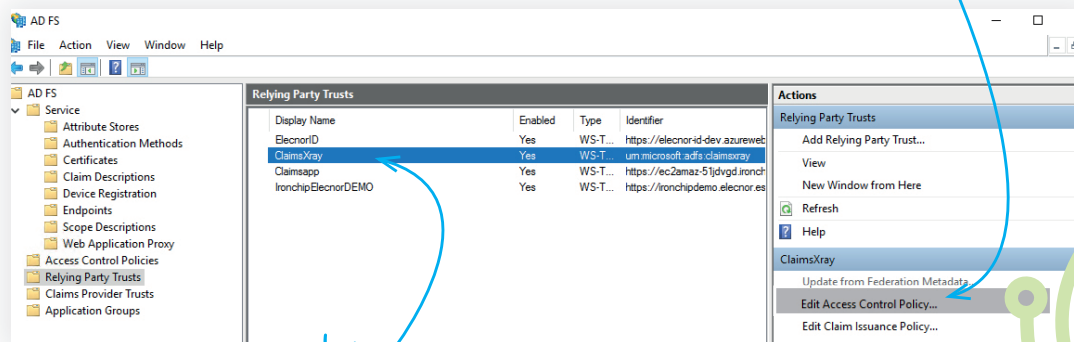 AD FS
File Action View Window Help
AD FS
Service
Attribute Stores
Authentication Methods
Certificates
Claim Descriptions
Device Registration
Endpoints
Scope Descriptions
Web Application Proxy
Access Control Policies
Relying Party Trusts
Claims Provider Trusts
Application Groups
Relying Party Trusts
Display Name Enabled Type Identifier
ElecnorID Yes WS-T... https://elecnor-id-dev.azureweb
ClaimsXray Yes WS-T... urn:microsoft:adfs:claimsxray
Claimsapp Yes WS-T... https://ec2amaz-51jdvgd.ironch
IronchipElecnorDEMO Yes WS-T... https://ironchipdemo.elecnor.es
Actions
Relying Party Trusts
Add Relying Party Trust...
View
New Window from Here
Refresh
Help
ClaimsXray
Update from Federation Metadata...
Edit Access Control Policy...
Edit Claim Issuance Policy...